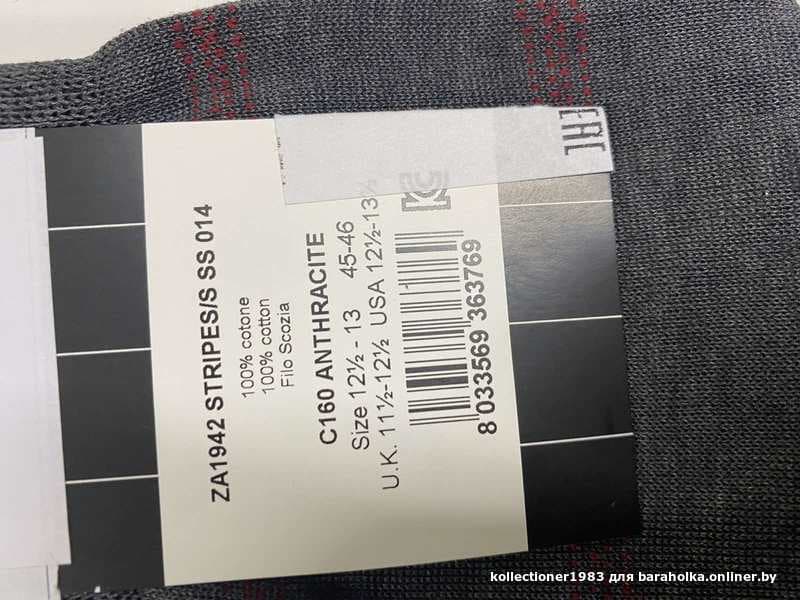 ZA1942 STRIPES/S SS 014
100% cotone
100% cotton
Filo Scozia
C160 ANTHRACITE
Size 12½ - 13 45-46
U.K. 11½-12½ USA 12½-13½
8 033569 363769
EAC
kollectioner1983 для baraholka.onliner.by